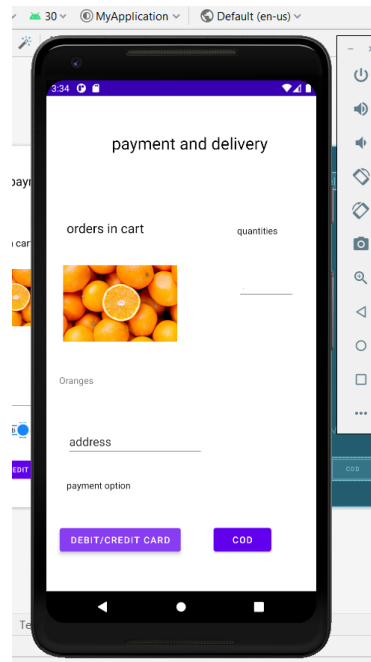 30 MyApplication Default (en-us)
3:34
payment and delivery
orders in cart
quantities
Oranges
address
payment option
DEBIT/CREDIT CARD
COD
COD